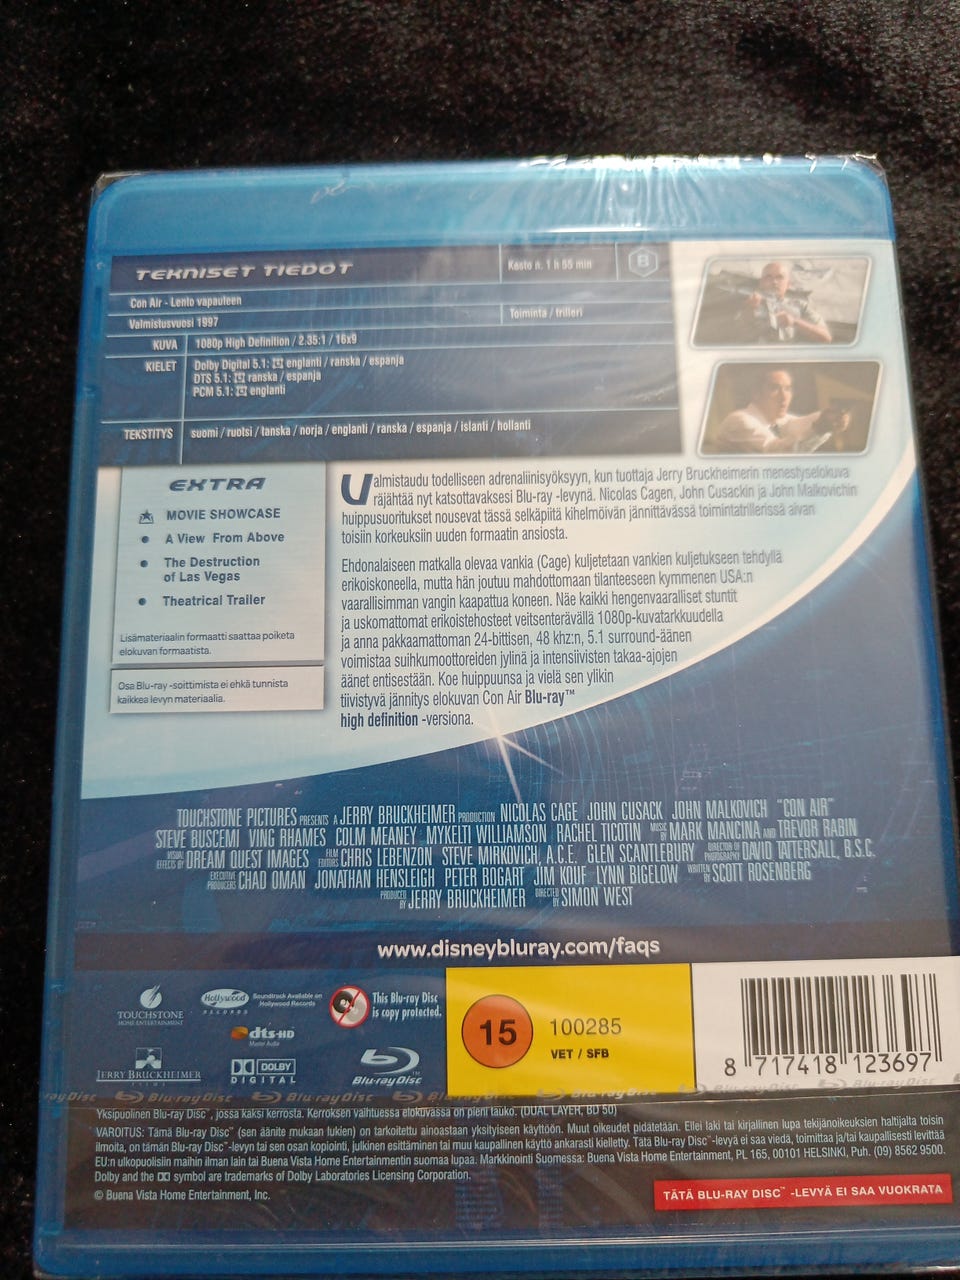 TEKNISET TIEDOT
Kesto n. 1 h 55 min
B
Con Air - Lento vapauteen
Valmistusvuosi 1997
Toiminta / trilleri
KUVA 1080p High Definition / 2.35:1 / 16x9
KIELET Dolby Digital 5.1: englanti / ranska / espanja
DTS 5.1: ranska / espanja
PCM 5.1: englanti
TEKSTITYS suomi / ruotsi / tanska / norja / englanti / ranska / espanja / islanti / hollanti
EXTRA
MOVIE SHOWCASE
• A View From Above
• The Destruction
of Las Vegas
• Theatrical Trailer
Lisämateriaalin formaatti saattaa poiketa
elokuvan formaatista.
Osa Blu-ray -soittimista ei ehkä tunnista
kaikkea levyn materiaalia.
Valmistaudu todelliseen adrenaliinisyöksyyn, kun tuottaja Jerry Bruckheimerin menestyselokuva
räjähtää nyt katsottavaksesi Blu-ray -levynä. Nicolas Cagen, John Cusackin ja John Malkovichin
huippusuoritukset nousevat tässä selkäpiitä kihelmöivän jännittävässä toimintatrillerissä aivan
toisiin korkeuksiin uuden formaatin ansiosta.
Ehdonalaiseen matkalla olevaa vankia (Cage) kuljetetaan vankien kuljetukseen tehdyllä
erikoiskoneella, mutta hän joutuu mahdottomaan tilanteeseen kymmenen USA:n
vaarallisimman vangin kaapattua koneen. Näe kaikki hengenvaaralliset stuntit
ja uskomattomat erikoistehosteet veitsenterävällä 1080p-kuvatarkkuudella
ja anna pakkaamattoman 24-bittisen, 48 khz:n, 5.1 surround-äänen
voimistaa suihkumoottoreiden jylinä ja intensiivisten takaa-ajojen
äänet entisestään. Koe huippuunsa ja vielä sen ylikin
tiivistyvä jännitys elokuvan Con Air Blu-ray™
high definition -versiona.
TOUCHSTONE PICTURES PRESENTS A JERRY BRUCKHEIMER PRODUCTION NICOLAS CAGE JOHN CUSACK JOHN MALKOVICH "CON AIR"
STEVE BUSCEMI VING RHAMES COLM MEANEY MYKELTI WILLIAMSON RACHEL TICOTIN MUSIC BY MARK MANCINA AND TREVOR RABIN
VISUAL EFFECTS BY DREAM QUEST IMAGES FILM EDITORS CHRIS LEBENZON STEVE MIRKOVICH, A.C.E. GLEN SCANTLEBURY DIRECTOR OF PHOTOGRAPHY DAVID TATTERSALL, B.S.C.
EXECUTIVE PRODUCERS CHAD OMAN JONATHAN HENSLEIGH PETER BOGART JIM KOUF LYNN BIGELOW WRITTEN BY SCOTT ROSENBERG
PRODUCED BY JERRY BRUCKHEIMER DIRECTED BY SIMON WEST
www.disneybluray.com/faqs
TOUCHSTONE
HOME ENTERTAINMENT
Hollywood
RECORDS
Soundtrack Available on
Hollywood Records
This Blu-ray Disc
is copy protected.
dts-HD
Master Audio
JERRY BRUCKHEIMER
FILMS
DOLBY
DIGITAL
Blu-ray Disc
15
100285
VET / SFB
8 717418 123697
Yksipuolinen Blu-ray Disc™, jossa kaksi kerrosta. Kerroksen vaihtuessa elokuvassa on pieni tauko. (DUAL LAYER, BD 50)
VAROITUS: Tämä Blu-ray Disc™ (sen äänite mukaan lukien) on tarkoitettu ainoastaan yksityiseen käyttöön. Muut oikeudet pidätetään. Ellei laki tai kirjallinen lupa tekijänoikeuksien haltijalta toisin
ilmoita, on tämän Blu-ray Disc™-levyn tai sen osan kopiointi, julkinen esittäminen tai muu kaupallinen käyttö ankarasti kielletty. Tätä Blu-ray Disc™-levyä ei saa viedä, toimittaa ja/tai kaupallisesti levittää
EU:n ulkopuolisiin maihin ilman lain tai Buena Vista Home Entertainmentin suomaa lupaa. Markkinointi Suomessa: Buena Vista Home Entertainment, PL 165, 00101 HELSINKI, Puh. (09) 8562 9500.
Dolby and the DD symbol are trademarks of Dolby Laboratories Licensing Corporation.
© Buena Vista Home Entertainment, Inc.
TÄTÄ BLU-RAY DISC™ -LEVYÄ EI SAA VUOKRATA